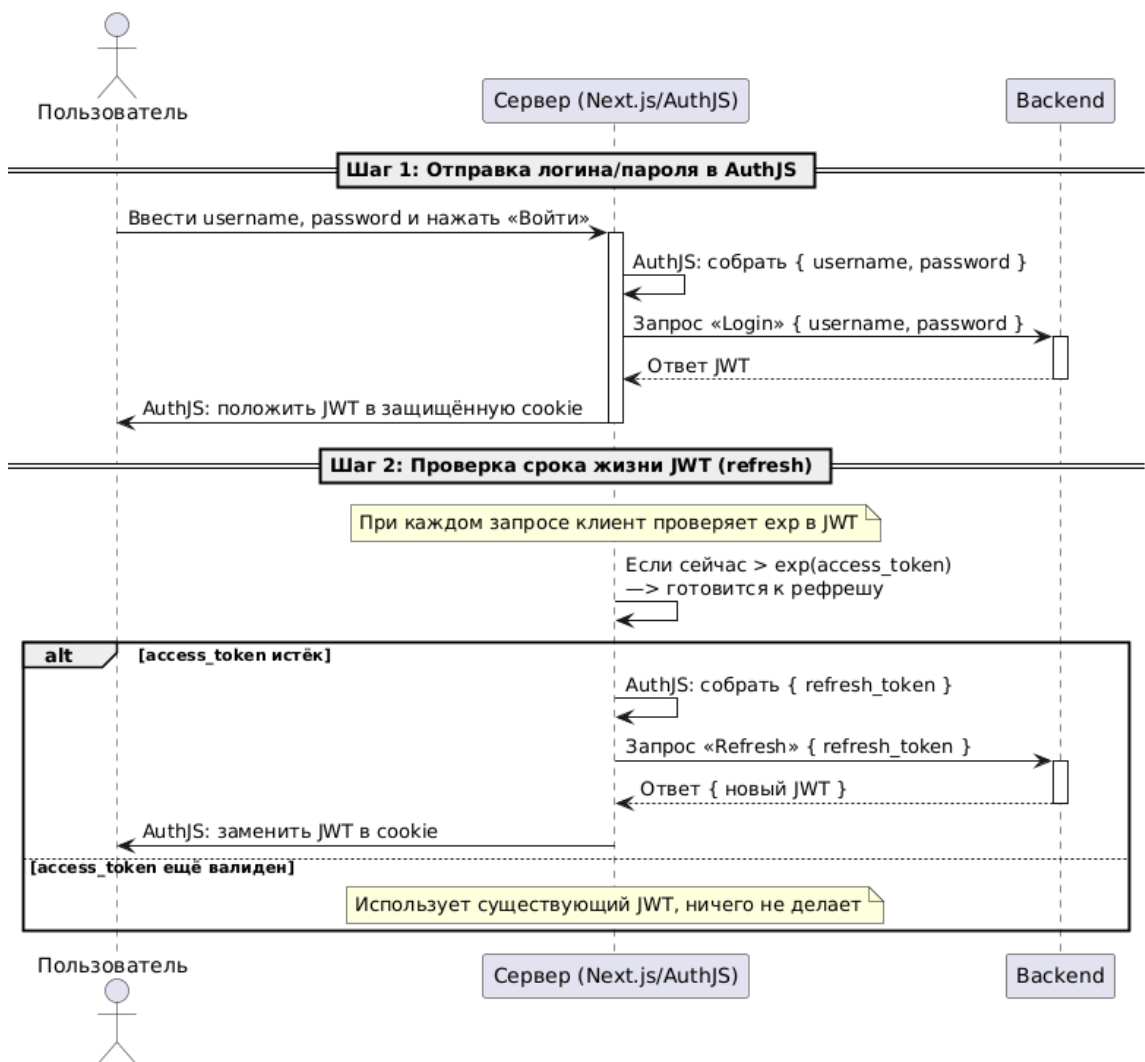 Пользователь
Сервер (Next.js/AuthJS)
Backend
Шаг 1: Отправка логина/пароля в AuthJS
Ввести username, password и нажать «Войти»
AuthJS: собрать { username, password }
Запрос «Login» { username, password }
Ответ JWT
AuthJS: положить JWT в защищённую cookie
Шаг 2: Проверка срока жизни JWT (refresh)
При каждом запросе клиент проверяет exp в JWT
Если сейчас > exp(access_token)
—> готовится к рефрешу
alt
[access_token истёк]
AuthJS: собрать { refresh_token }
Запрос «Refresh» { refresh_token }
Ответ { новый JWT }
AuthJS: заменить JWT в cookie
[access_token ещё валиден]
Использует существующий JWT, ничего не делает
Пользователь
Сервер (Next.js/AuthJS)
Backend